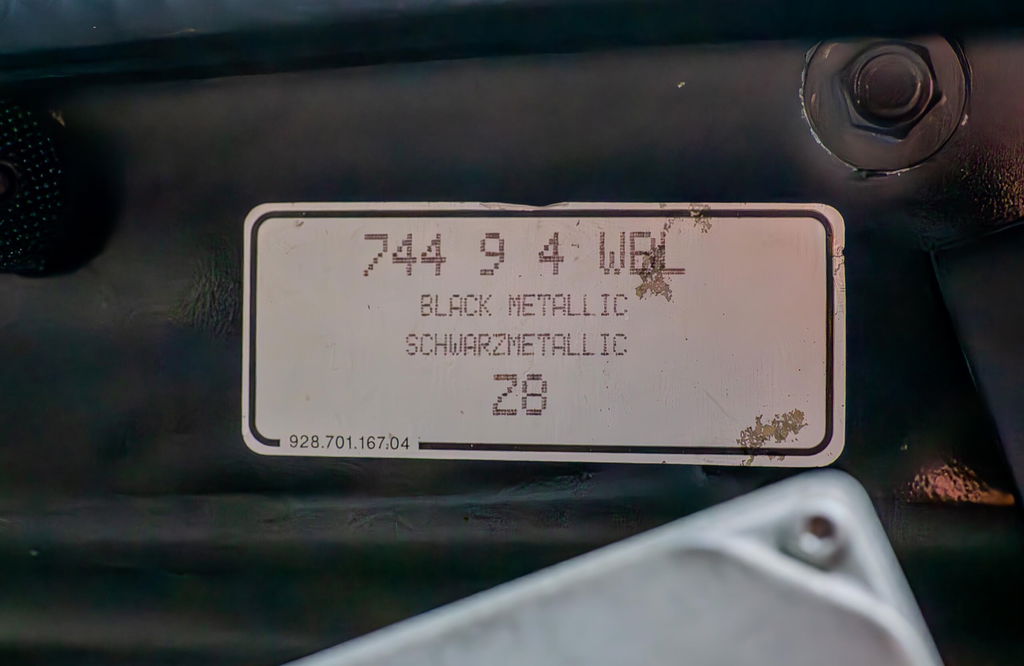 744 9 4 WBL
BLACK METALLIC
SCHWARZMETALLIC
Z8
928.701.167.04